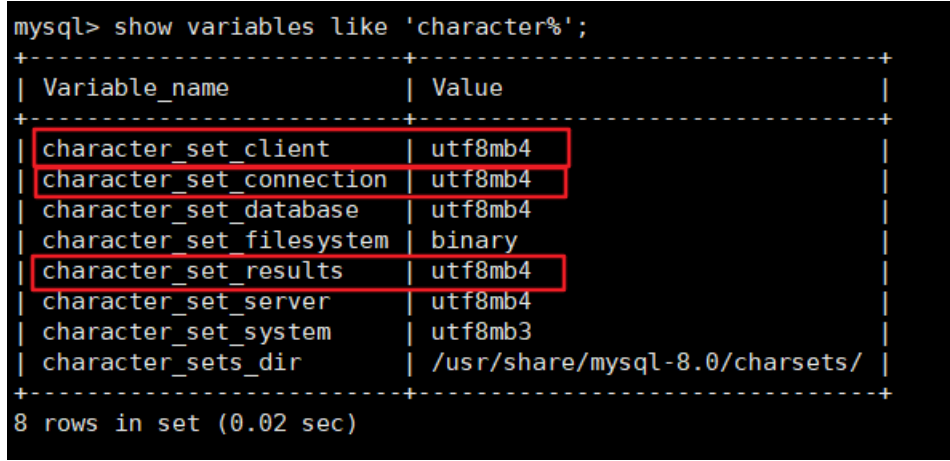 mysql> show variables like 'character%';
+--------------------------+--------------------------------+
| Variable_name            | Value                          |
+--------------------------+--------------------------------+
| character_set_client     | utf8mb4                        |
| character_set_connection | utf8mb4                        |
| character_set_database   | utf8mb4                        |
| character_set_filesystem | binary                         |
| character_set_results    | utf8mb4                        |
| character_set_server     | utf8mb4                        |
| character_set_system     | utf8mb3                        |
| character_sets_dir       | /usr/share/mysql-8.0/charsets/ |
+--------------------------+--------------------------------+
8 rows in set (0.02 sec)